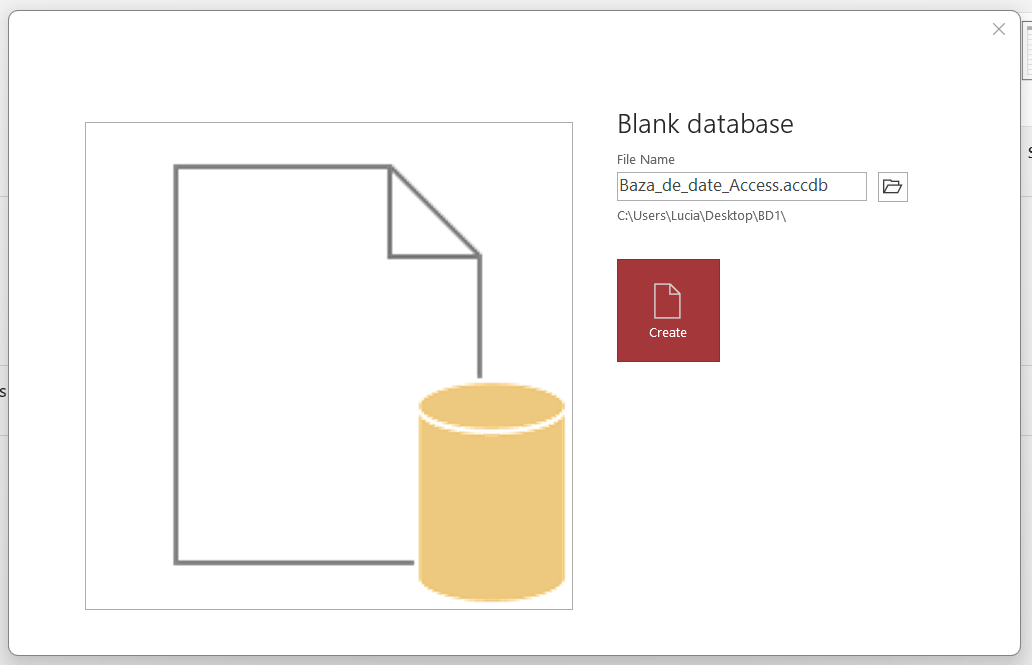 Blank database
File Name
Baza_de_date_Access.accdb
C:\Users\Lucia\Desktop\BD1\
Create